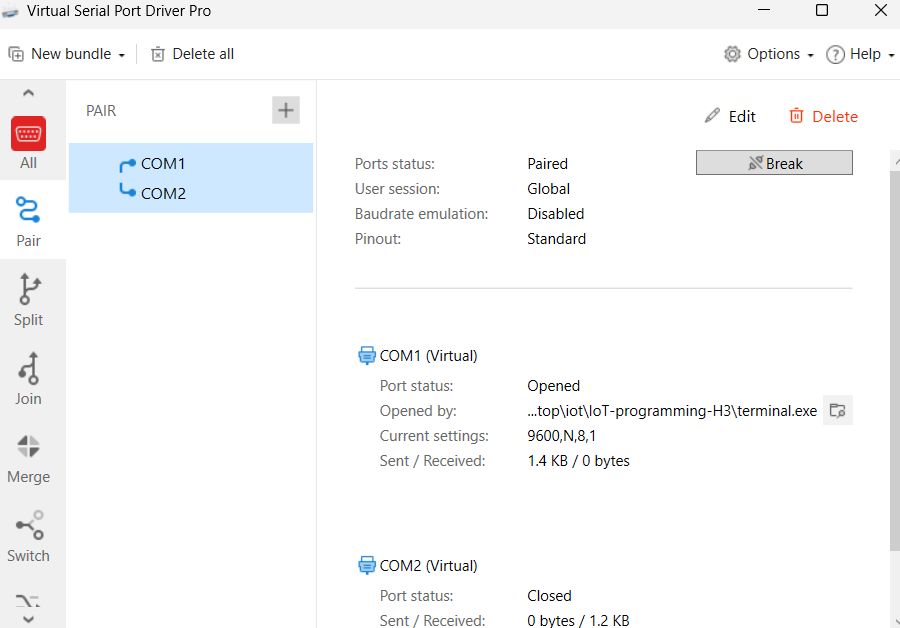 Virtual Serial Port Driver Pro
New bundle
Delete all
Options
Help
All
Pair
Split
Join
Merge
Switch
PAIR
COM1
COM2
Edit
Delete
Ports status: Paired
Break
User session: Global
Baudrate emulation: Disabled
Pinout: Standard
COM1 (Virtual)
Port status: Opened
Opened by: ...top\iot\IoT-programming-H3\terminal.exe
Current settings: 9600,N,8,1
Sent / Received: 1.4 KB / 0 bytes
COM2 (Virtual)
Port status: Closed
Sent / Received: 0 bytes / 1.2 KB